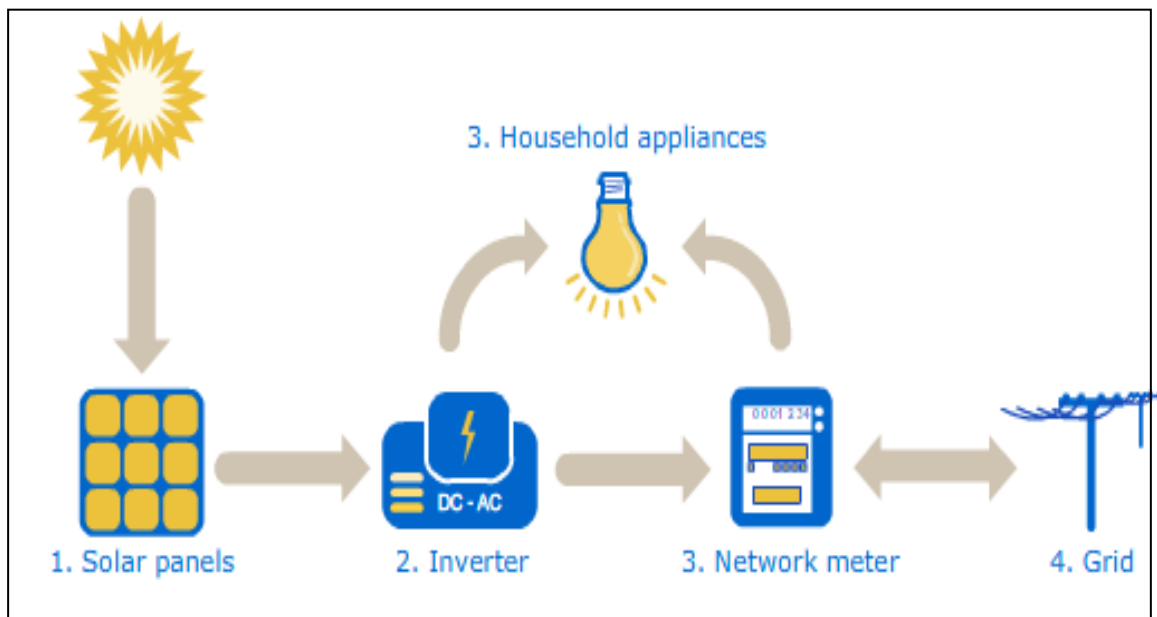 3. Household appliances
0001 234
DC - AC
1. Solar panels
2. Inverter
3. Network meter
4. Grid